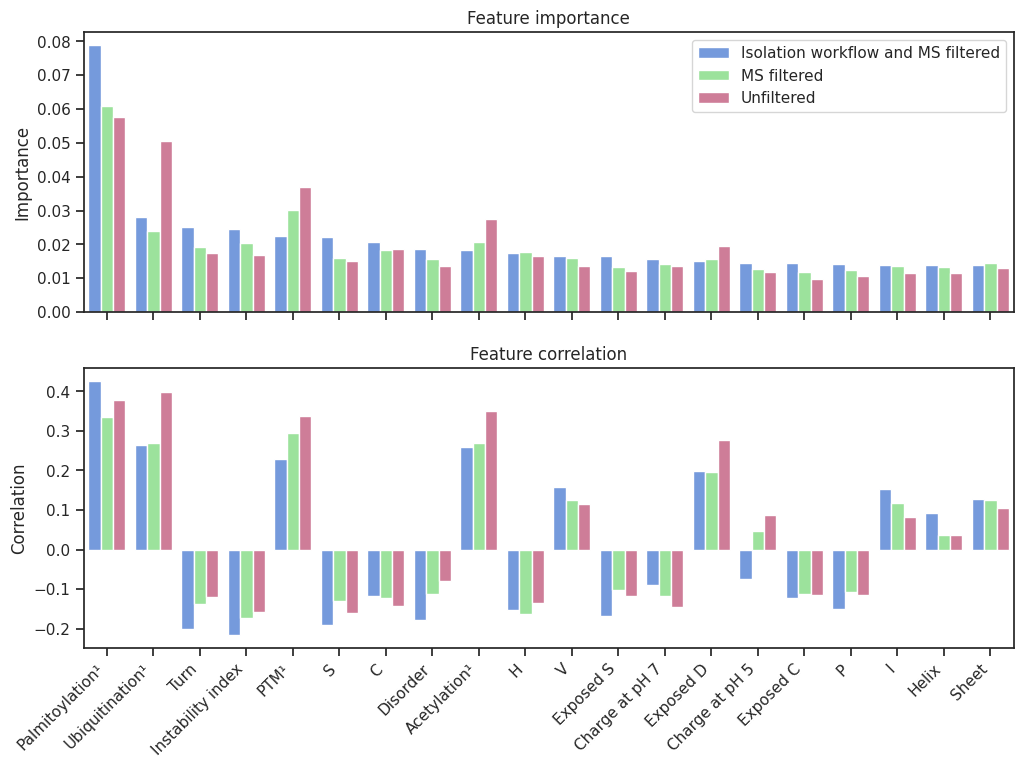 Feature importance
Importance
0.08
0.07
0.06
0.05
0.04
0.03
0.02
0.01
0.00
Isolation workflow and MS filtered
MS filtered
Unfiltered
Feature correlation
Correlation
0.4
0.3
0.2
0.1
0.0
−0.1
−0.2
Palmitoylation¹
Ubiquitination¹
Turn
Instability index
PTM¹
S
C
Disorder
Acetylation¹
H
V
Exposed S
Charge at pH 7
Exposed D
Charge at pH 5
Exposed C
P
I
Helix
Sheet